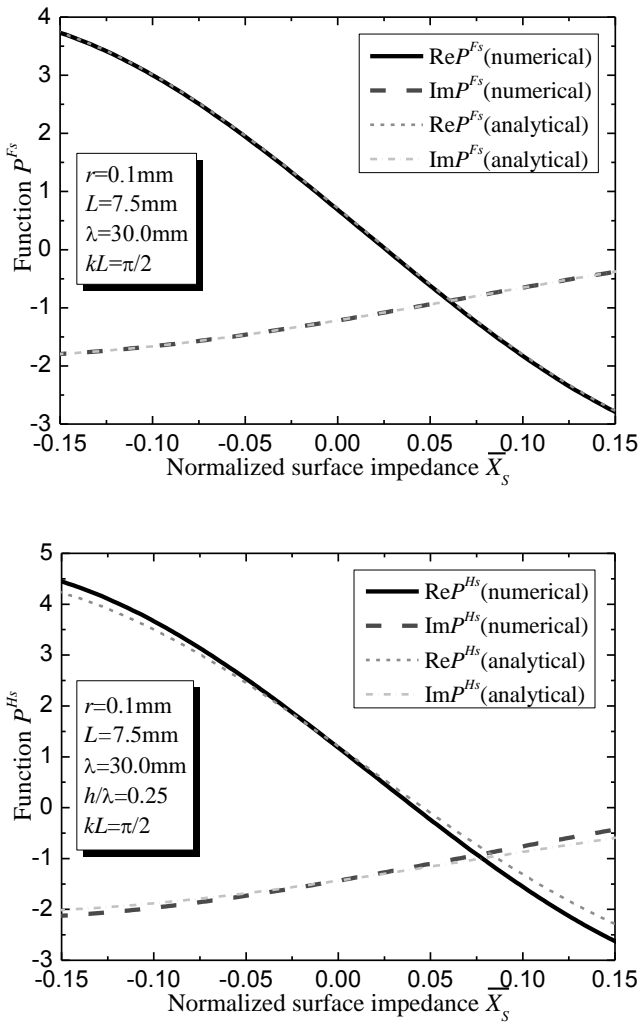 4
3
2
1
0
-1
-2
-3
Function P^Fs
ReP^Fs(numerical)
ImP^Fs(numerical)
ReP^Fs(analytical)
ImP^Fs(analytical)
r=0.1mm
L=7.5mm
λ=30.0mm
kL=π/2
-0.15 -0.10 -0.05 0.00 0.05 0.10 0.15
Normalized surface impedance X̅_S
5
4
3
2
1
0
-1
-2
-3
Function P^Hs
ReP^Hs(numerical)
ImP^Hs(numerical)
ReP^Hs(analytical)
ImP^Hs(analytical)
r=0.1mm
L=7.5mm
λ=30.0mm
h/λ=0.25
kL=π/2
-0.15 -0.10 -0.05 0.00 0.05 0.10 0.15
Normalized surface impedance X̅_S